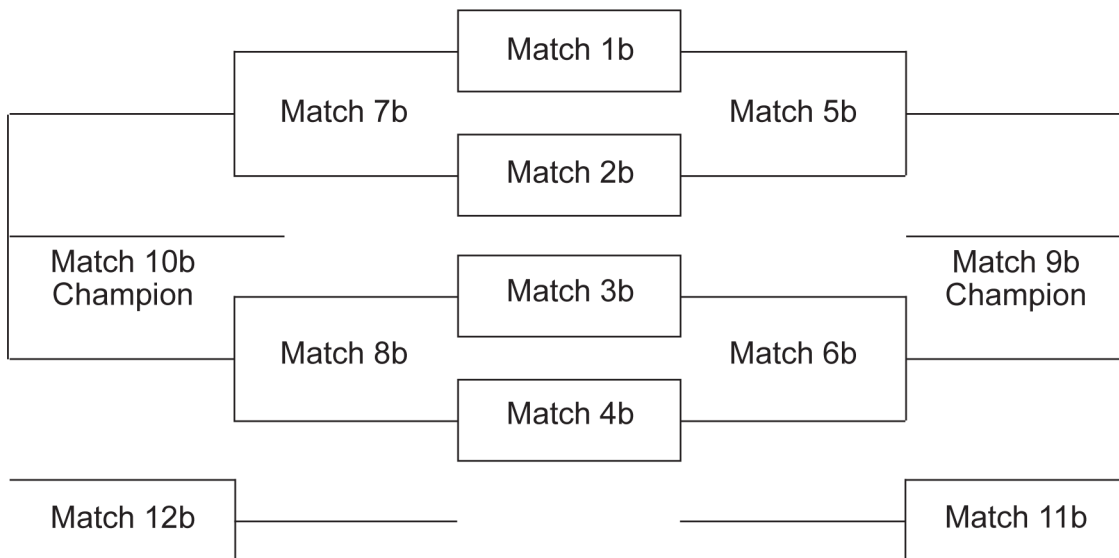 Match 1b
Match 7b
Match 5b
Match 2b
Match 10b
Champion
Match 9b
Champion
Match 3b
Match 8b
Match 6b
Match 4b
Match 12b
Match 11b